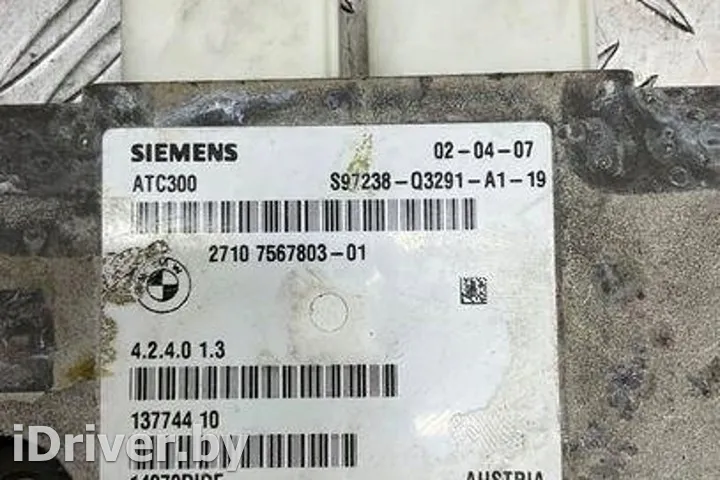 SIEMENS 02-04-07
ATC300 S97238-Q3291-A1-19
2710 7567803-01
BMW
4.2.4.0 1.3
137744 10
AUSTRIA
iDriver.by